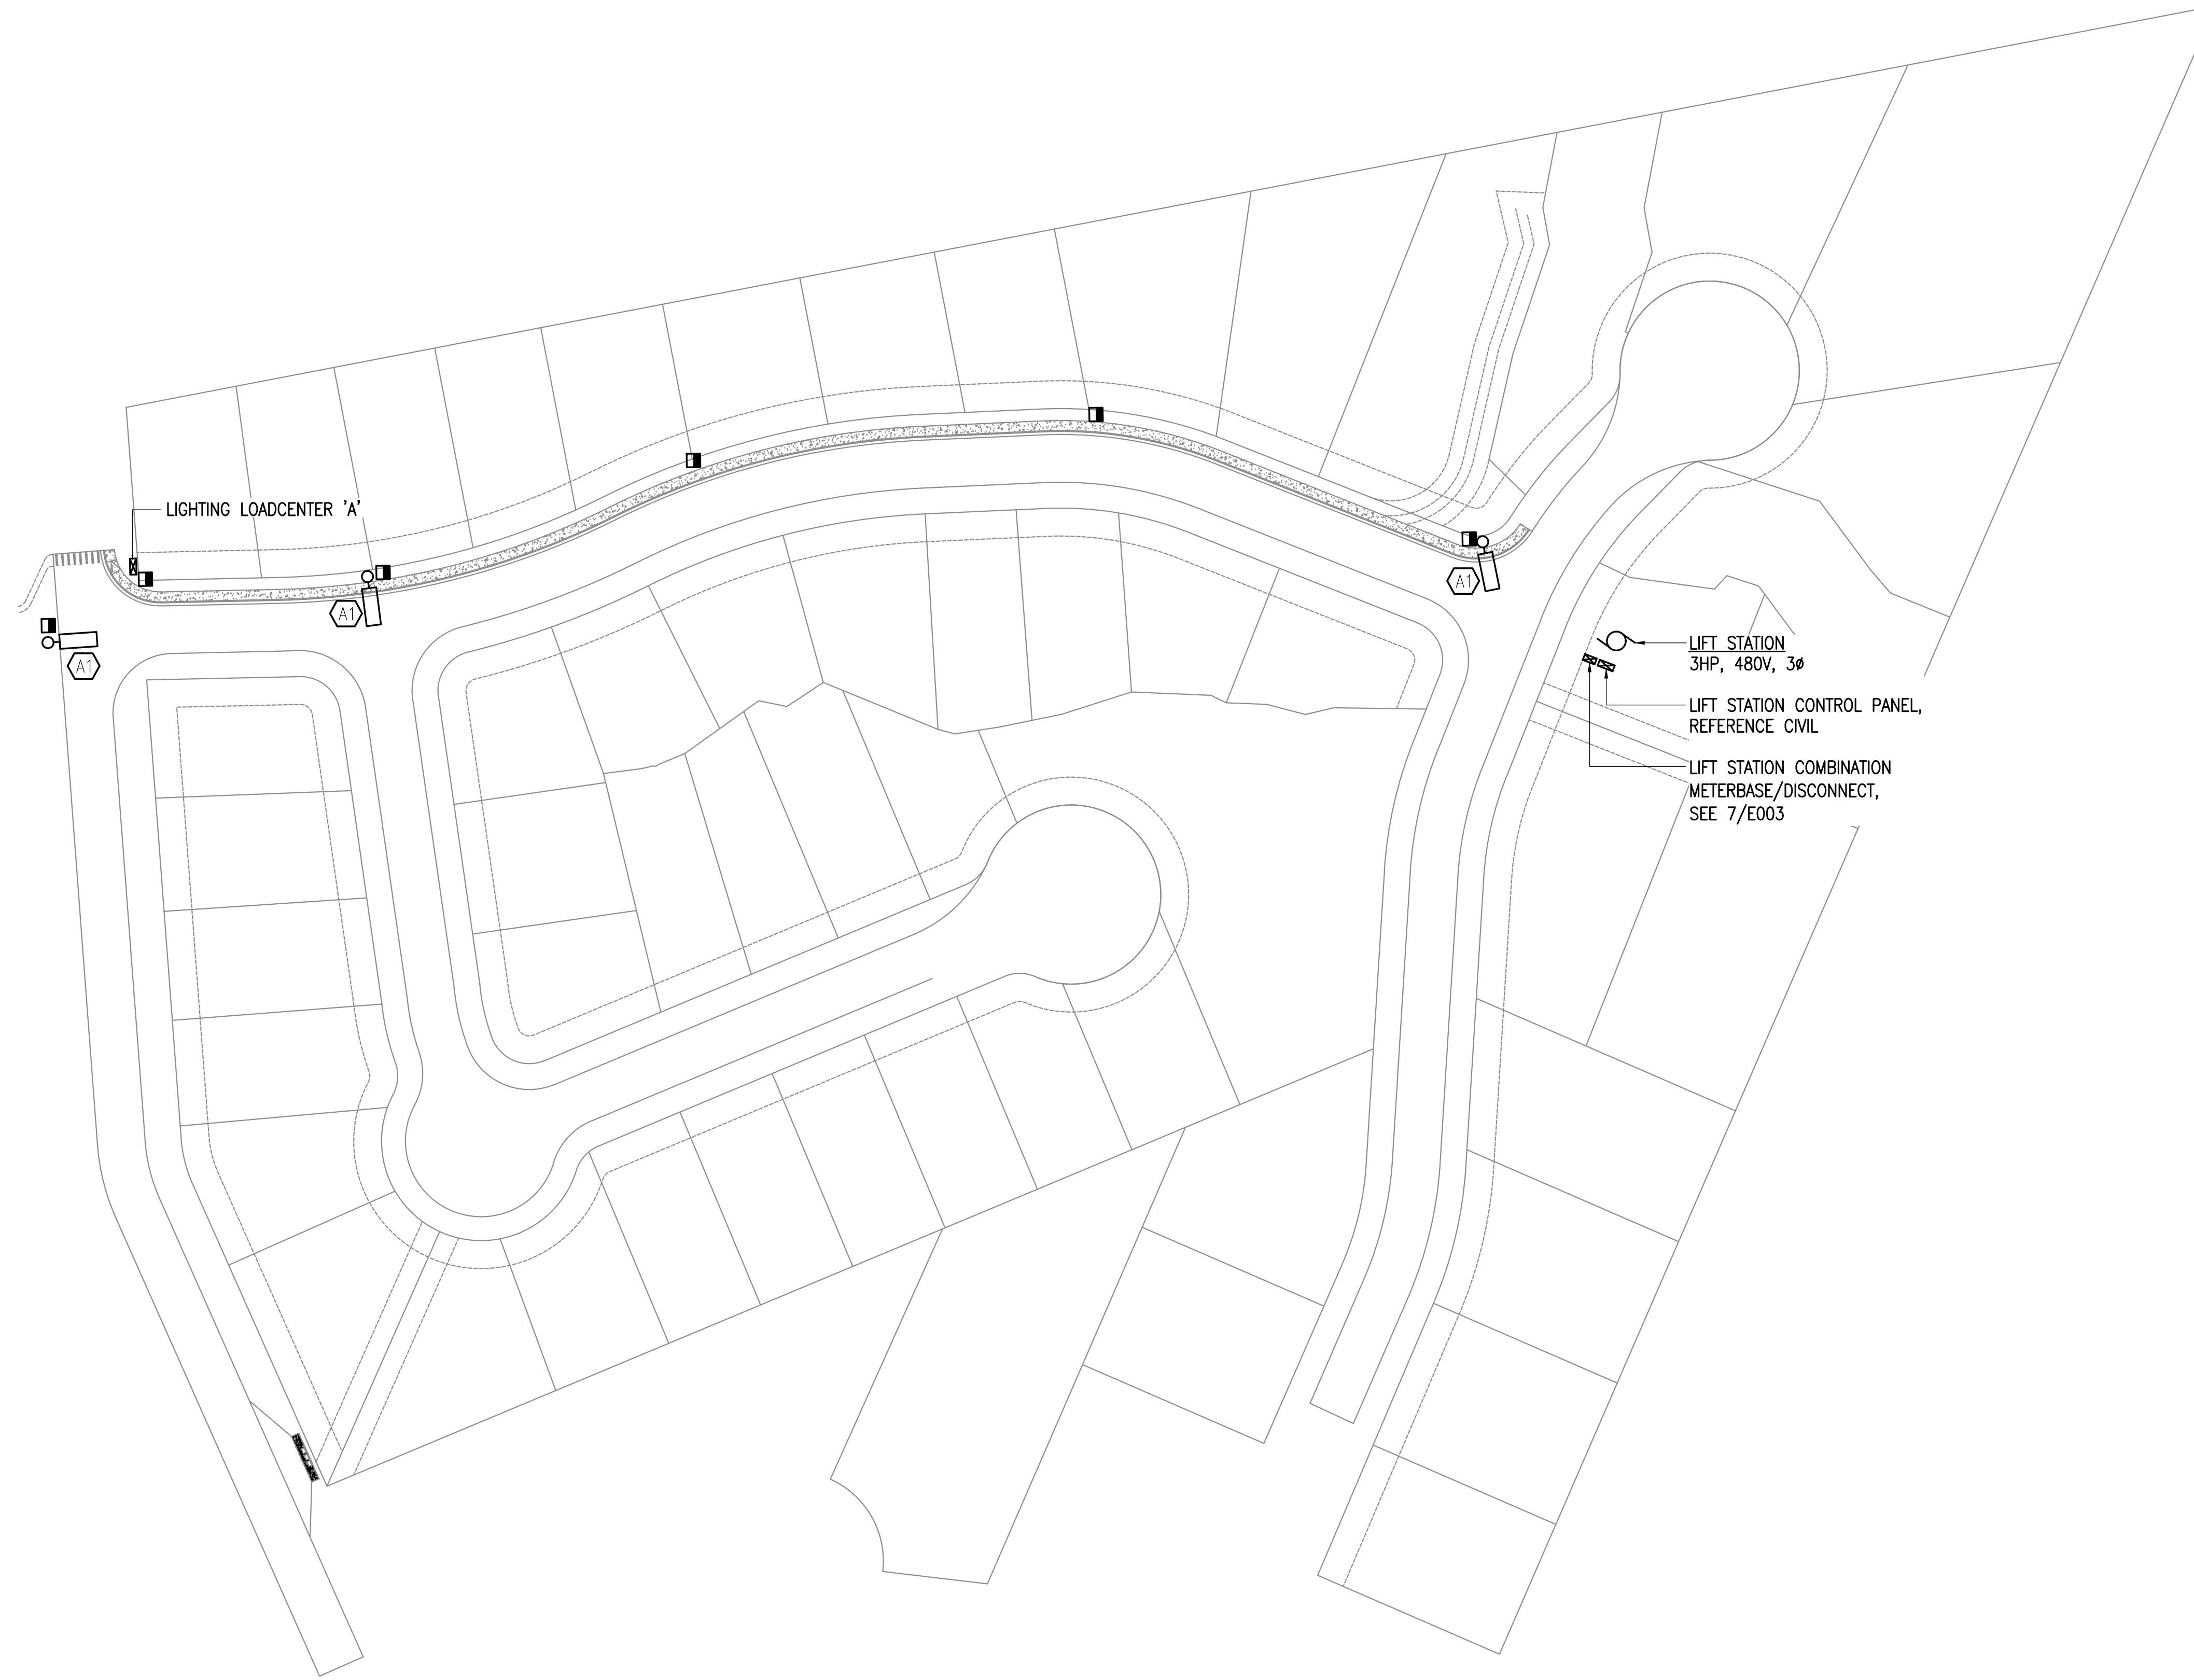 LIGHTING LOADCENTER 'A'
A1
A1
A1
LIFT STATION
3HP, 480V, 3ø
LIFT STATION CONTROL PANEL,
REFERENCE CIVIL
LIFT STATION COMBINATION
METERBASE/DISCONNECT,
SEE 7/E003